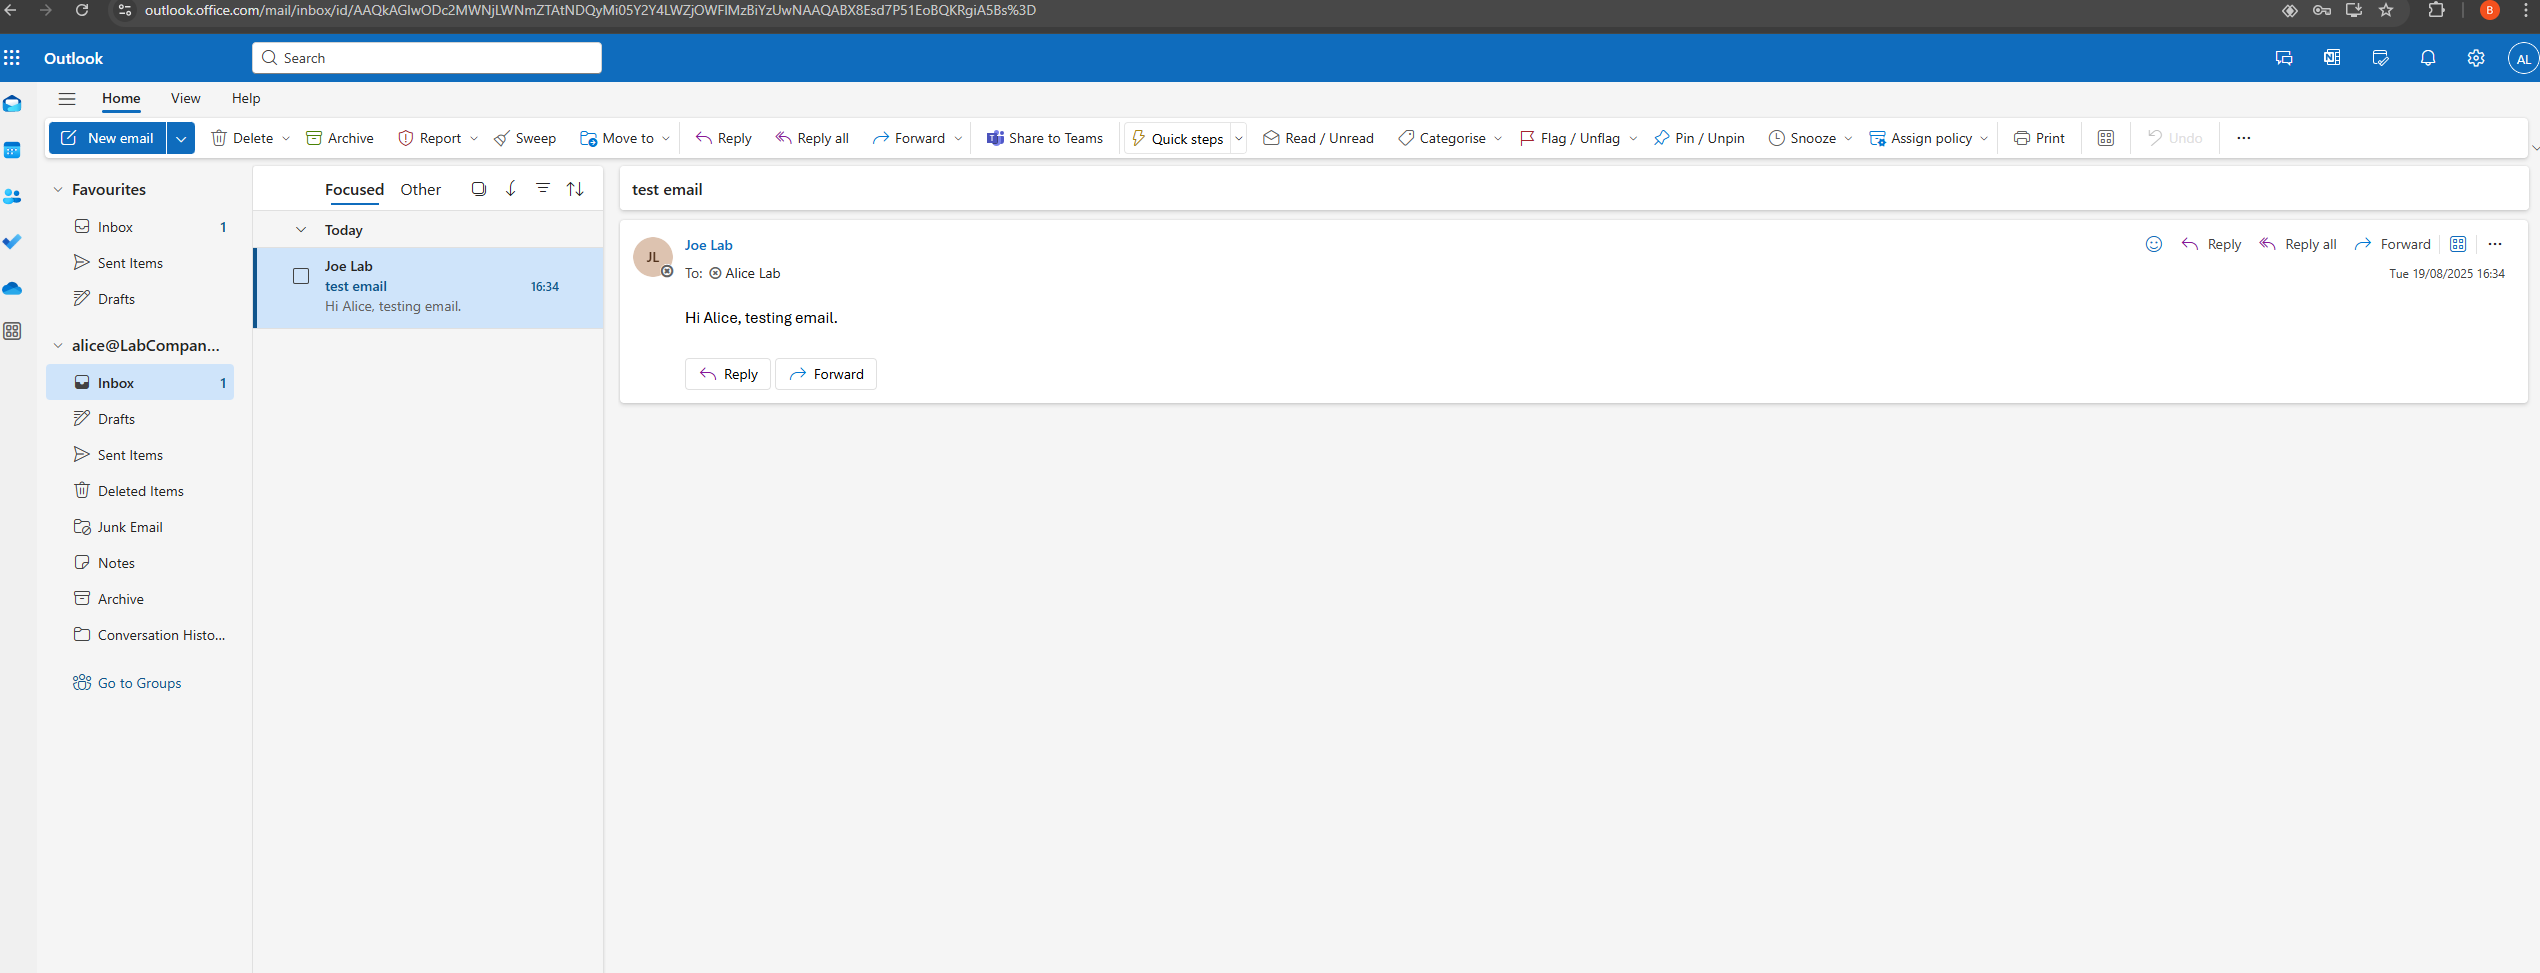 outlook.office.com/mail/inbox/id/AAQkAGIwODc2MWNjLWNmZTAtNDQyMi05Y2Y4LWZjOWFlMzBiYzUwNAAQABX8Esd7P51EoBQKRgiA5Bs%3D
B
Outlook
Search
AL
Home View Help
New email Delete Archive Report Sweep Move to Reply Reply all Forward Share to Teams Quick steps Read / Unread Categorise Flag / Unflag Pin / Unpin Snooze Assign policy Print Undo
Favourites
Inbox 1
Sent Items
Drafts
alice@LabCompan...
Inbox 1
Drafts
Sent Items
Deleted Items
Junk Email
Notes
Archive
Conversation Histo...
Go to Groups
Focused Other
Today
Joe Lab
test email 16:34
Hi Alice, testing email.
test email
JL
Joe Lab
Reply Reply all Forward
To: Alice Lab
Tue 19/08/2025 16:34
Hi Alice, testing email.
Reply Forward